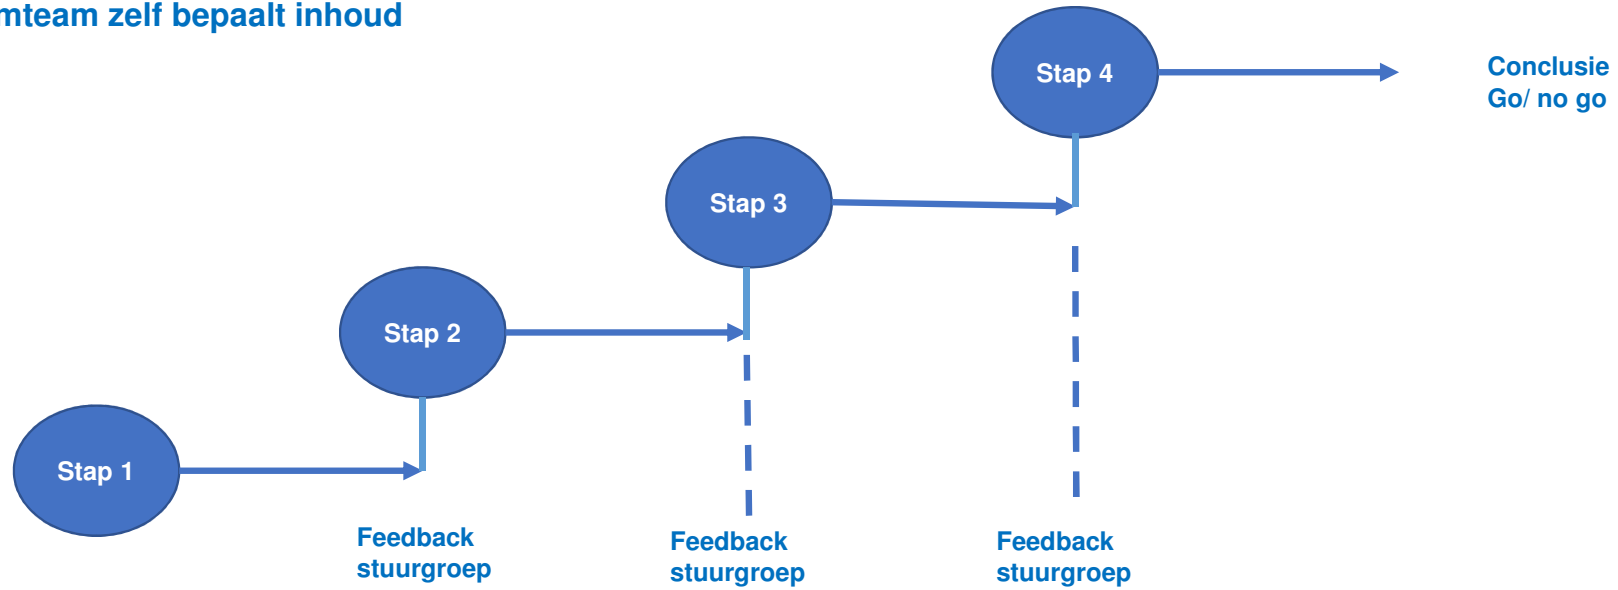 mteam zelf bepaalt inhoud
Stap 4
Conclusie
Go/ no go
Stap 3
Stap 2
Stap 1
Feedback
stuurgroep
Feedback
stuurgroep
Feedback
stuurgroep